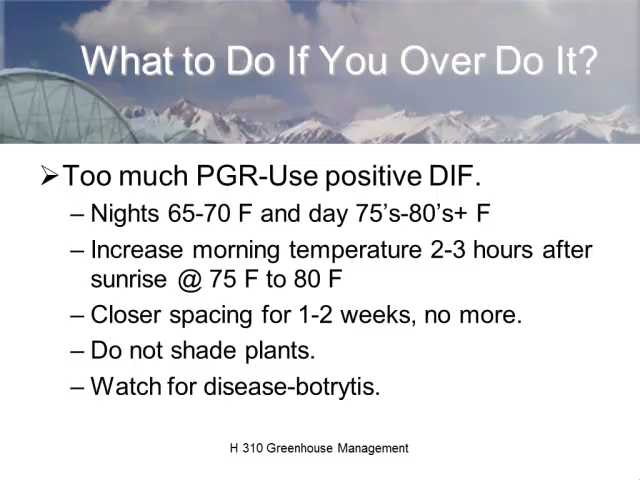 What to Do If You Over Do It?
➢Too much PGR-Use positive DIF.
– Nights 65-70 F and day 75’s-80’s+ F
– Increase morning temperature 2-3 hours after
sunrise @ 75 F to 80 F
– Closer spacing for 1-2 weeks, no more.
– Do not shade plants.
– Watch for disease-botrytis.
H 310 Greenhouse Management